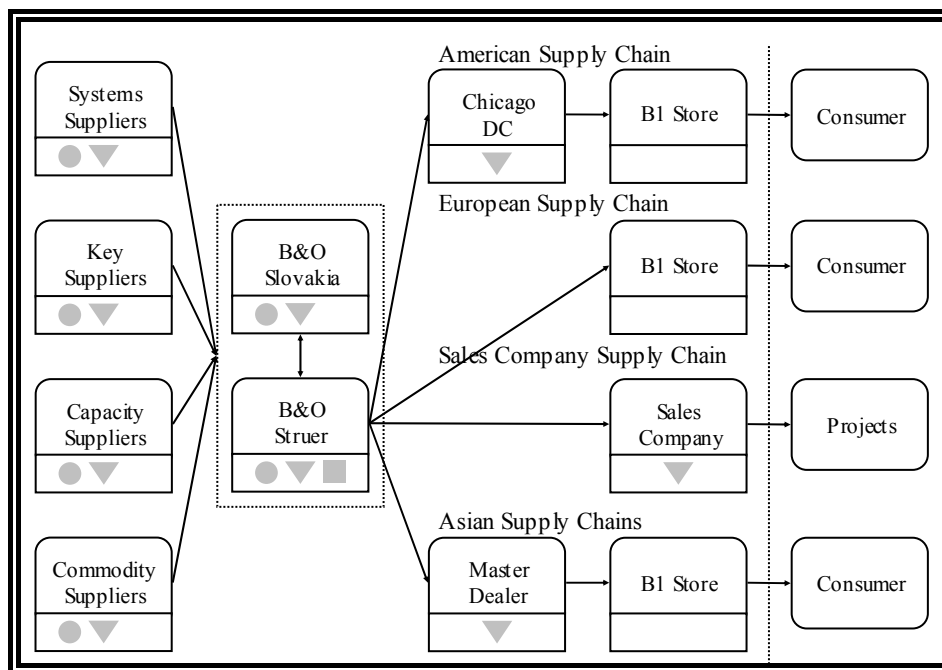 American Supply Chain
Systems
Suppliers
Chicago
DC
B1 Store
Consumer
European Supply Chain
Key
Suppliers
B&O
Slovakia
B1 Store
Consumer
Sales Company Supply Chain
Capacity
Suppliers
B&O
Struer
Sales
Company
Projects
Asian Supply Chains
Commodity
Suppliers
Master
Dealer
B1 Store
Consumer